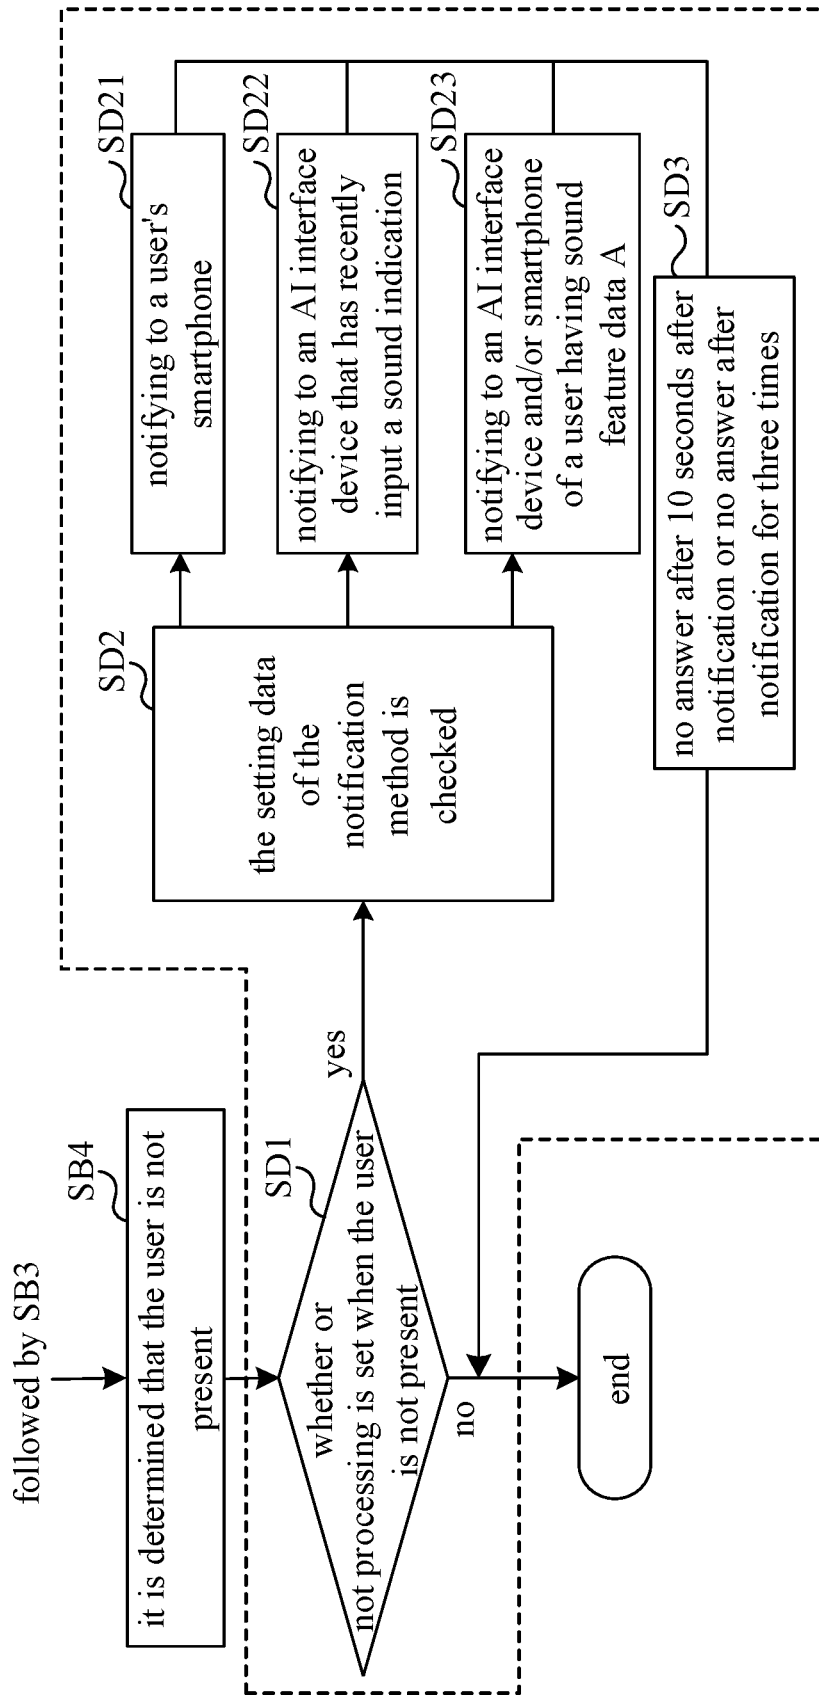 followed by SB3
SB4
it is determined that the user is not
present
SD1
whether or
not processing is set when the user
is not present
yes
no
end
SD2
the setting data
of the
notification
method is
checked
SD21
notifying to a user's
smartphone
SD22
notifying to an AI interface
device that has recently
input a sound indication
SD23
notifying to an AI interface
device and/or smartphone
of a user having sound
feature data A
SD3
no answer after 10 seconds after
notification or no answer after
notification for three times